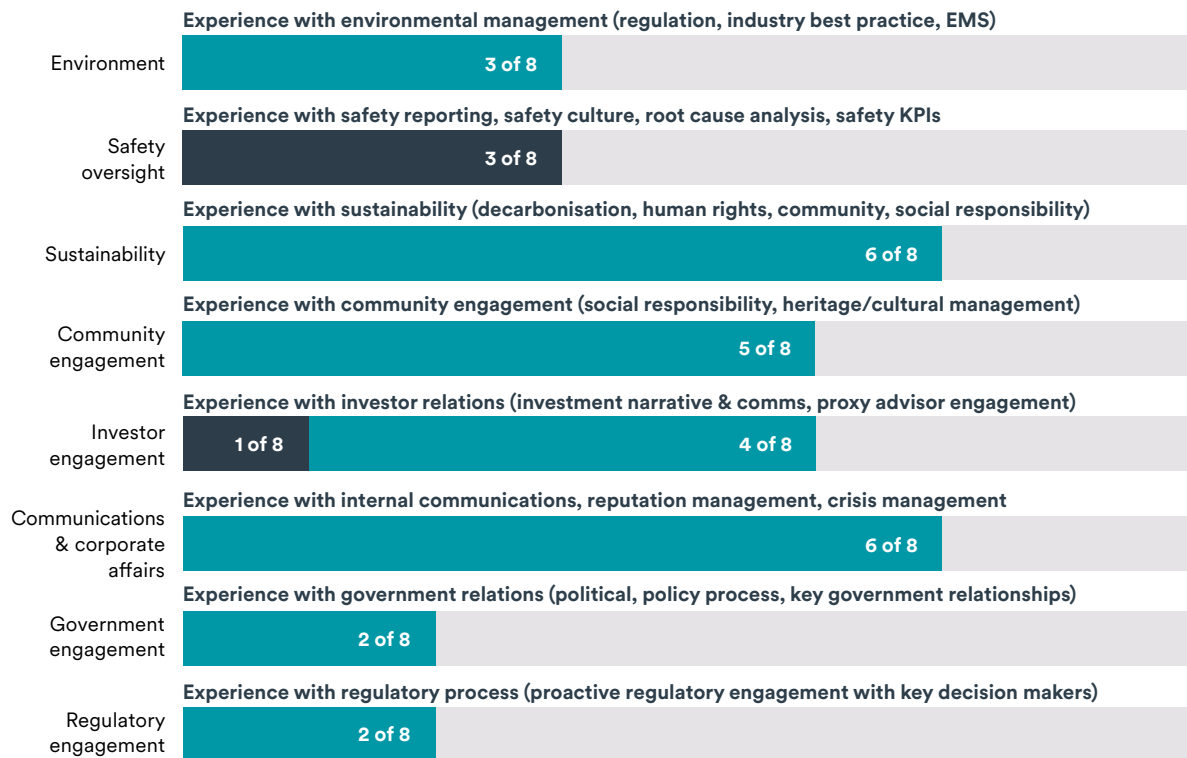 Experience with environmental management (regulation, industry best practice, EMS)
Environment
3 of 8
Experience with safety reporting, safety culture, root cause analysis, safety KPIs
Safety
oversight
3 of 8
Experience with sustainability (decarbonisation, human rights, community, social responsibility)
Sustainability
6 of 8
Experience with community engagement (social responsibility, heritage/cultural management)
Community
engagement
5 of 8
Experience with investor relations (investment narrative & comms, proxy advisor engagement)
Investor
engagement
1 of 8
4 of 8
Experience with internal communications, reputation management, crisis management
Communications
& corporate
affairs
6 of 8
Experience with government relations (political, policy process, key government relationships)
Government
engagement
2 of 8
Experience with regulatory process (proactive regulatory engagement with key decision makers)
Regulatory
engagement
2 of 8